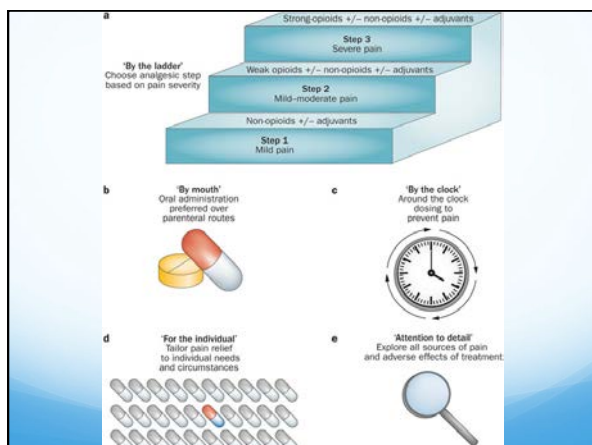 a
Strong-opioids +/− non-opioids +/− adjuvants
Step 3
Severe pain
'By the ladder'
Choose analgesic step
based on pain severity
Weak opioids +/− non-opioids +/− adjuvants
Step 2
Mild–moderate pain
Non-opioids +/− adjuvants
Step 1
Mild pain
b
'By mouth'
Oral administration
preferred over
parenteral routes
c
'By the clock'
Around the clock
dosing to
prevent pain
d
'For the individual'
Tailor pain relief
to individual needs
and circumstances
e
'Attention to detail'
Explore all sources of pain
and adverse effects of treatment